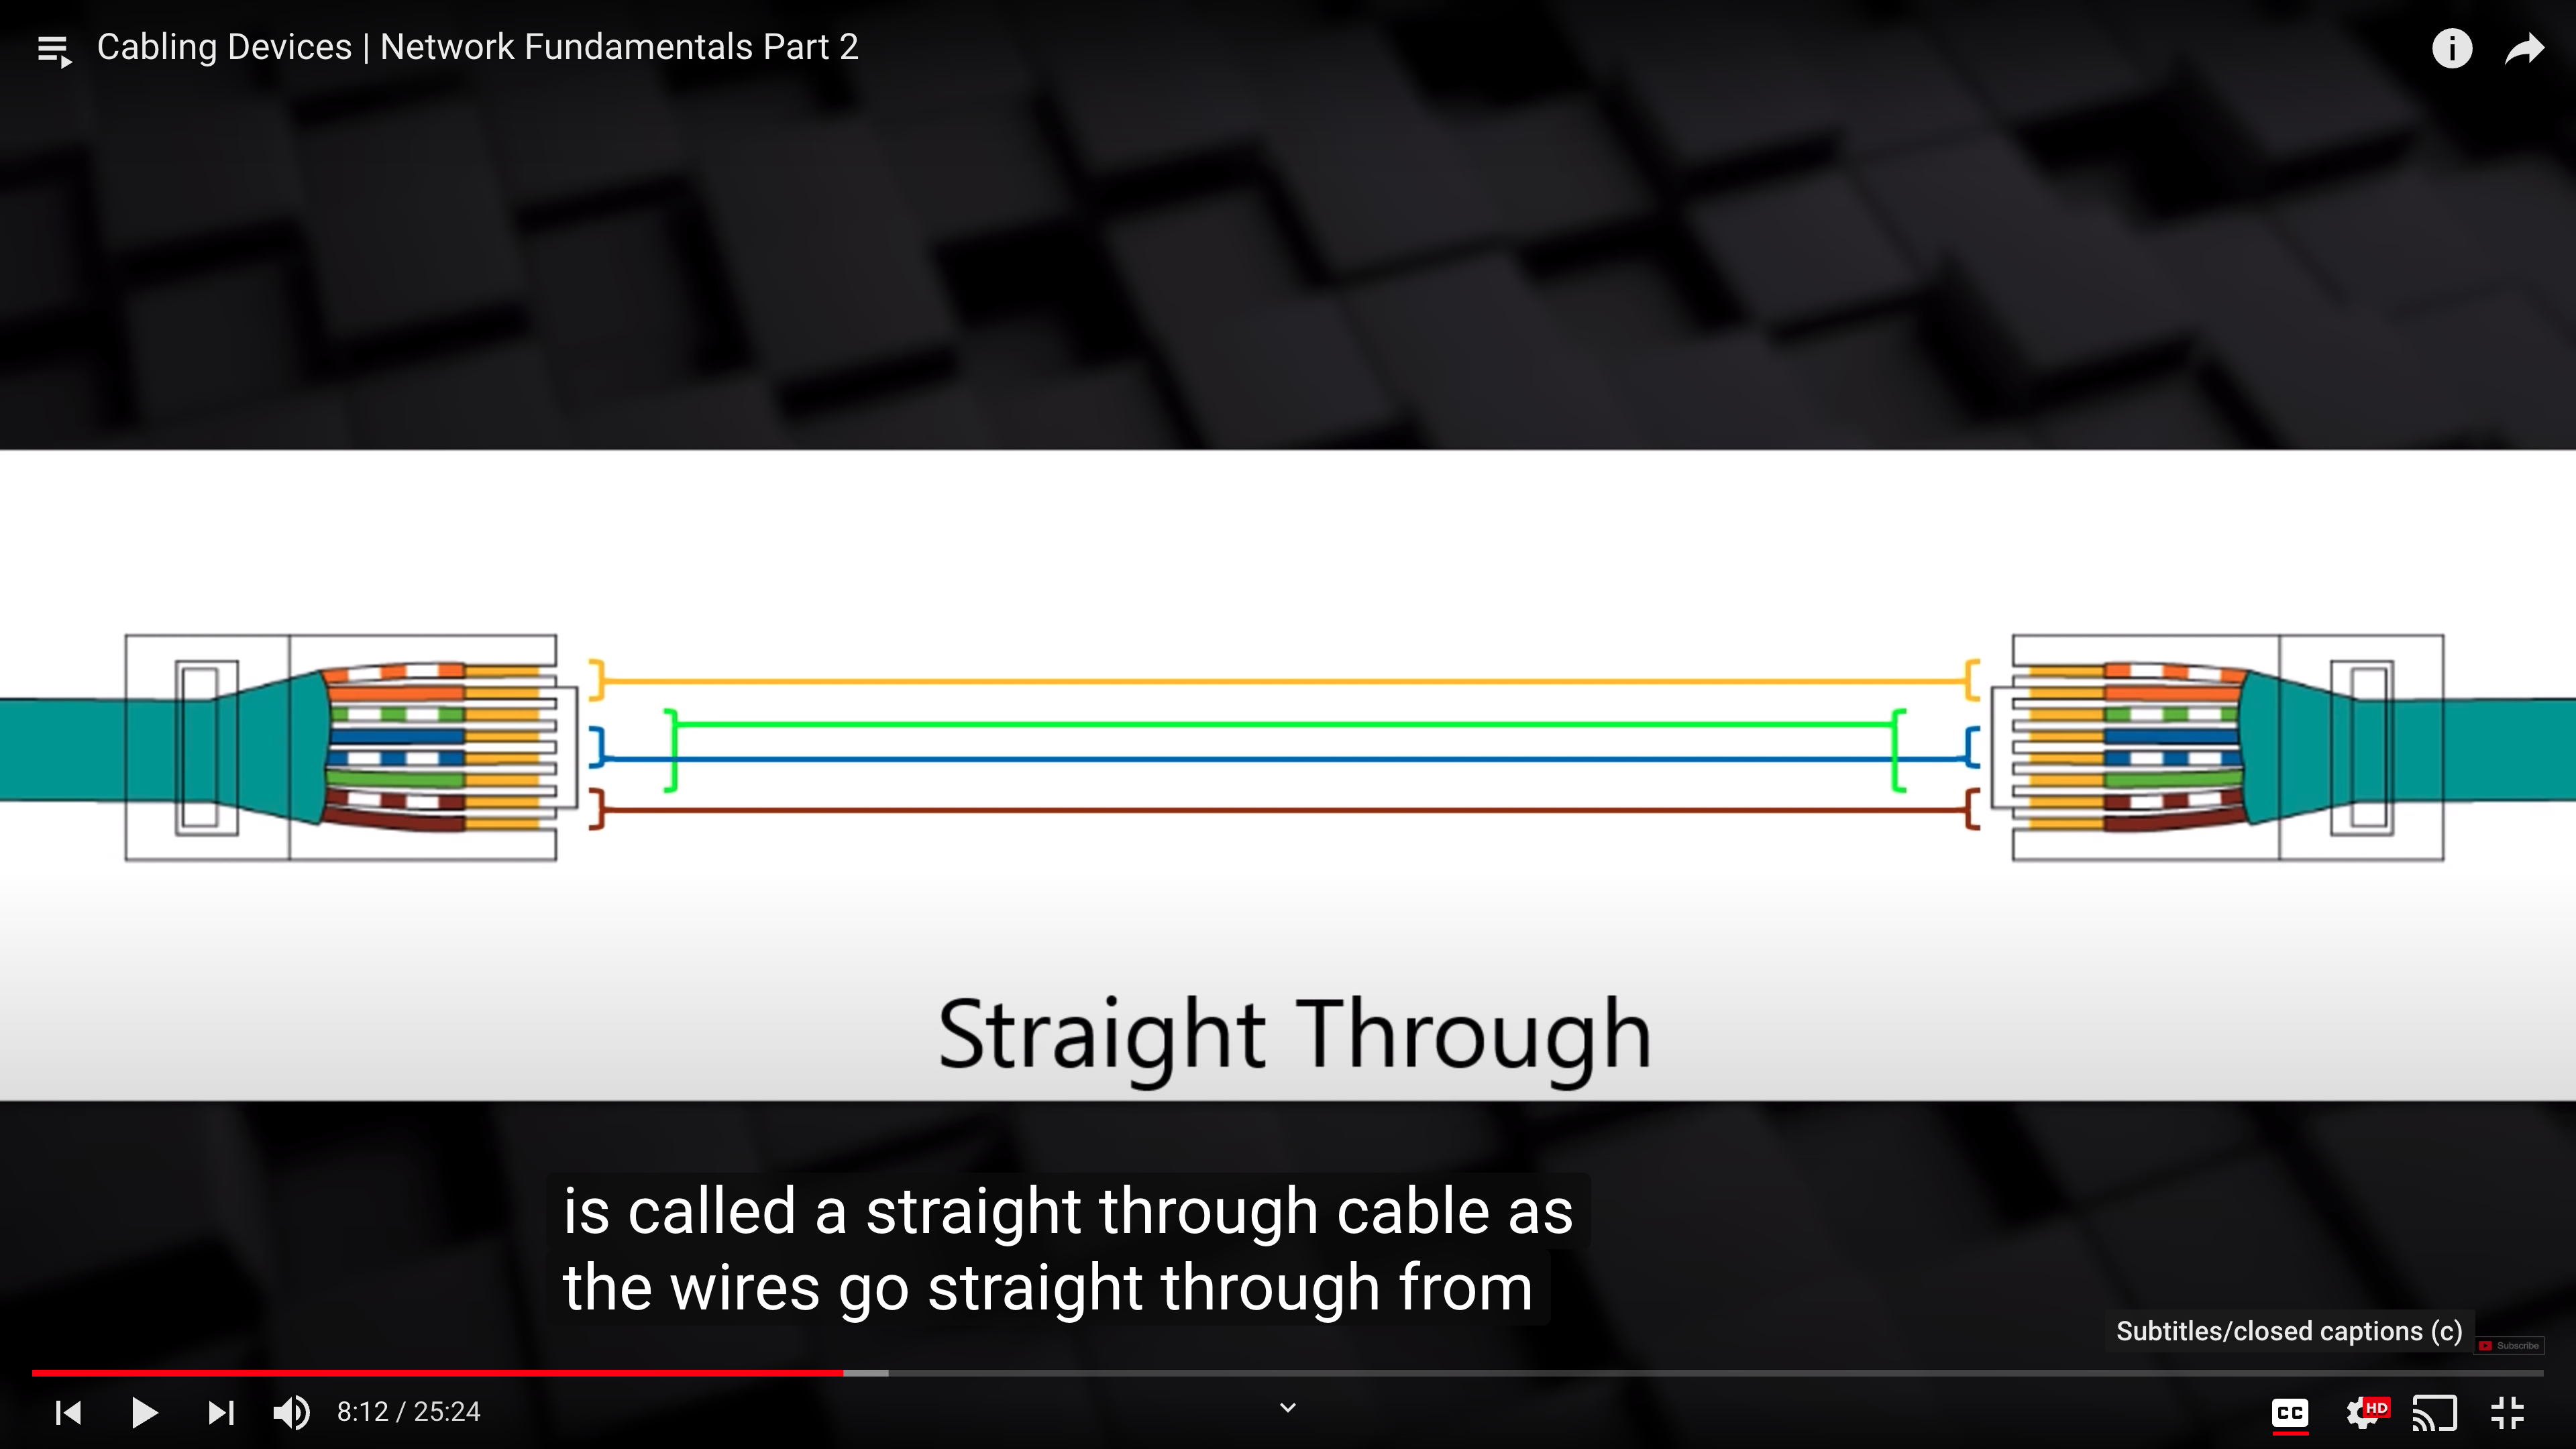 Cabling Devices | Network Fundamentals Part 2
Straight Through
is called a straight through cable as
the wires go straight through from
Subtitles/closed captions (c)
Subscribe
8:12 / 25:24
CC
HD